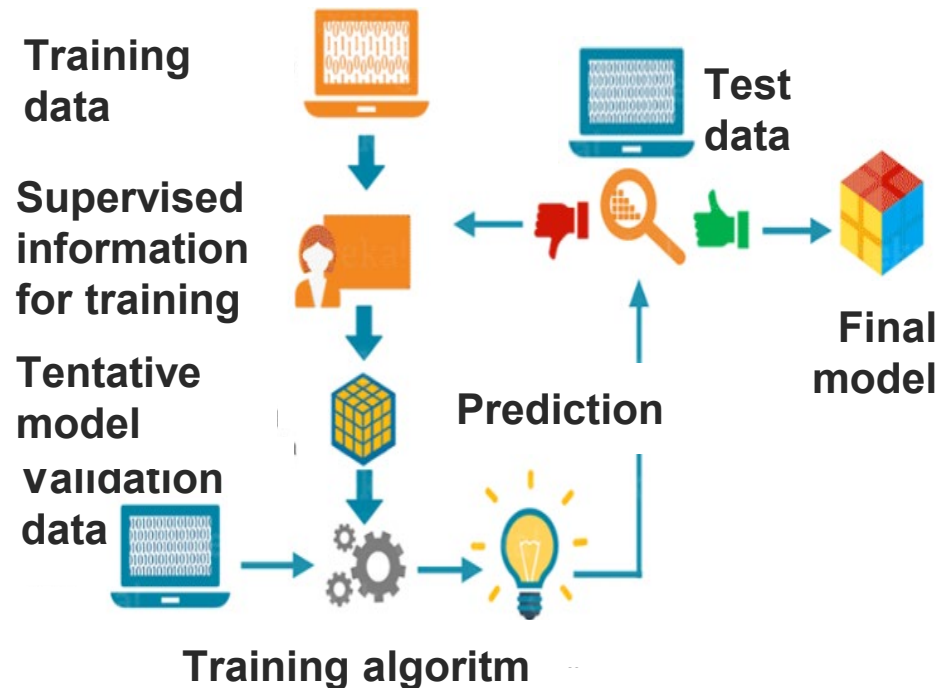 Training
data
Test
data
Supervised
information
for training
Final
model
Tentative
model
Prediction
Validation
data
Training algoritm